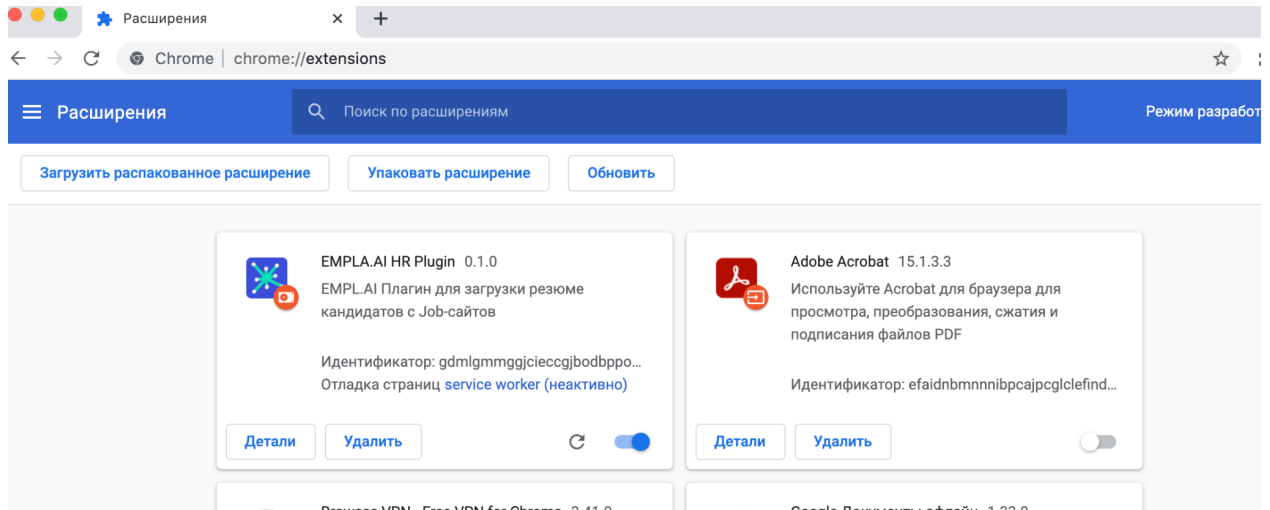 Расширения
Chrome | chrome://extensions
Расширения
Поиск по расширениям
Режим разработ
Загрузить распакованное расширение
Упаковать расширение
Обновить
EMPLA.AI HR Plugin 0.1.0
EMPL.AI Плагин для загрузки резюме
кандидатов с Job-сайтов
Идентификатор: gdmlgmmggjcieccgjbodbppo...
Отладка страниц service worker (неактивно)
Детали
Удалить
Adobe Acrobat 15.1.3.3
Используйте Acrobat для браузера для
просмотра, преобразования, сжатия и
подписания файлов PDF
Идентификатор: efaidnbmnnnibpcajpcglclefind...
Детали
Удалить